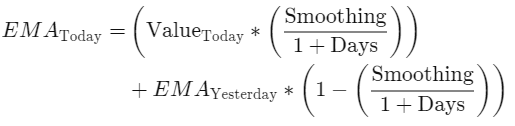 EMA_Today = (Value_Today * (Smoothing / 1 + Days))
+ EMA_Yesterday * (1 − (Smoothing / 1 + Days))